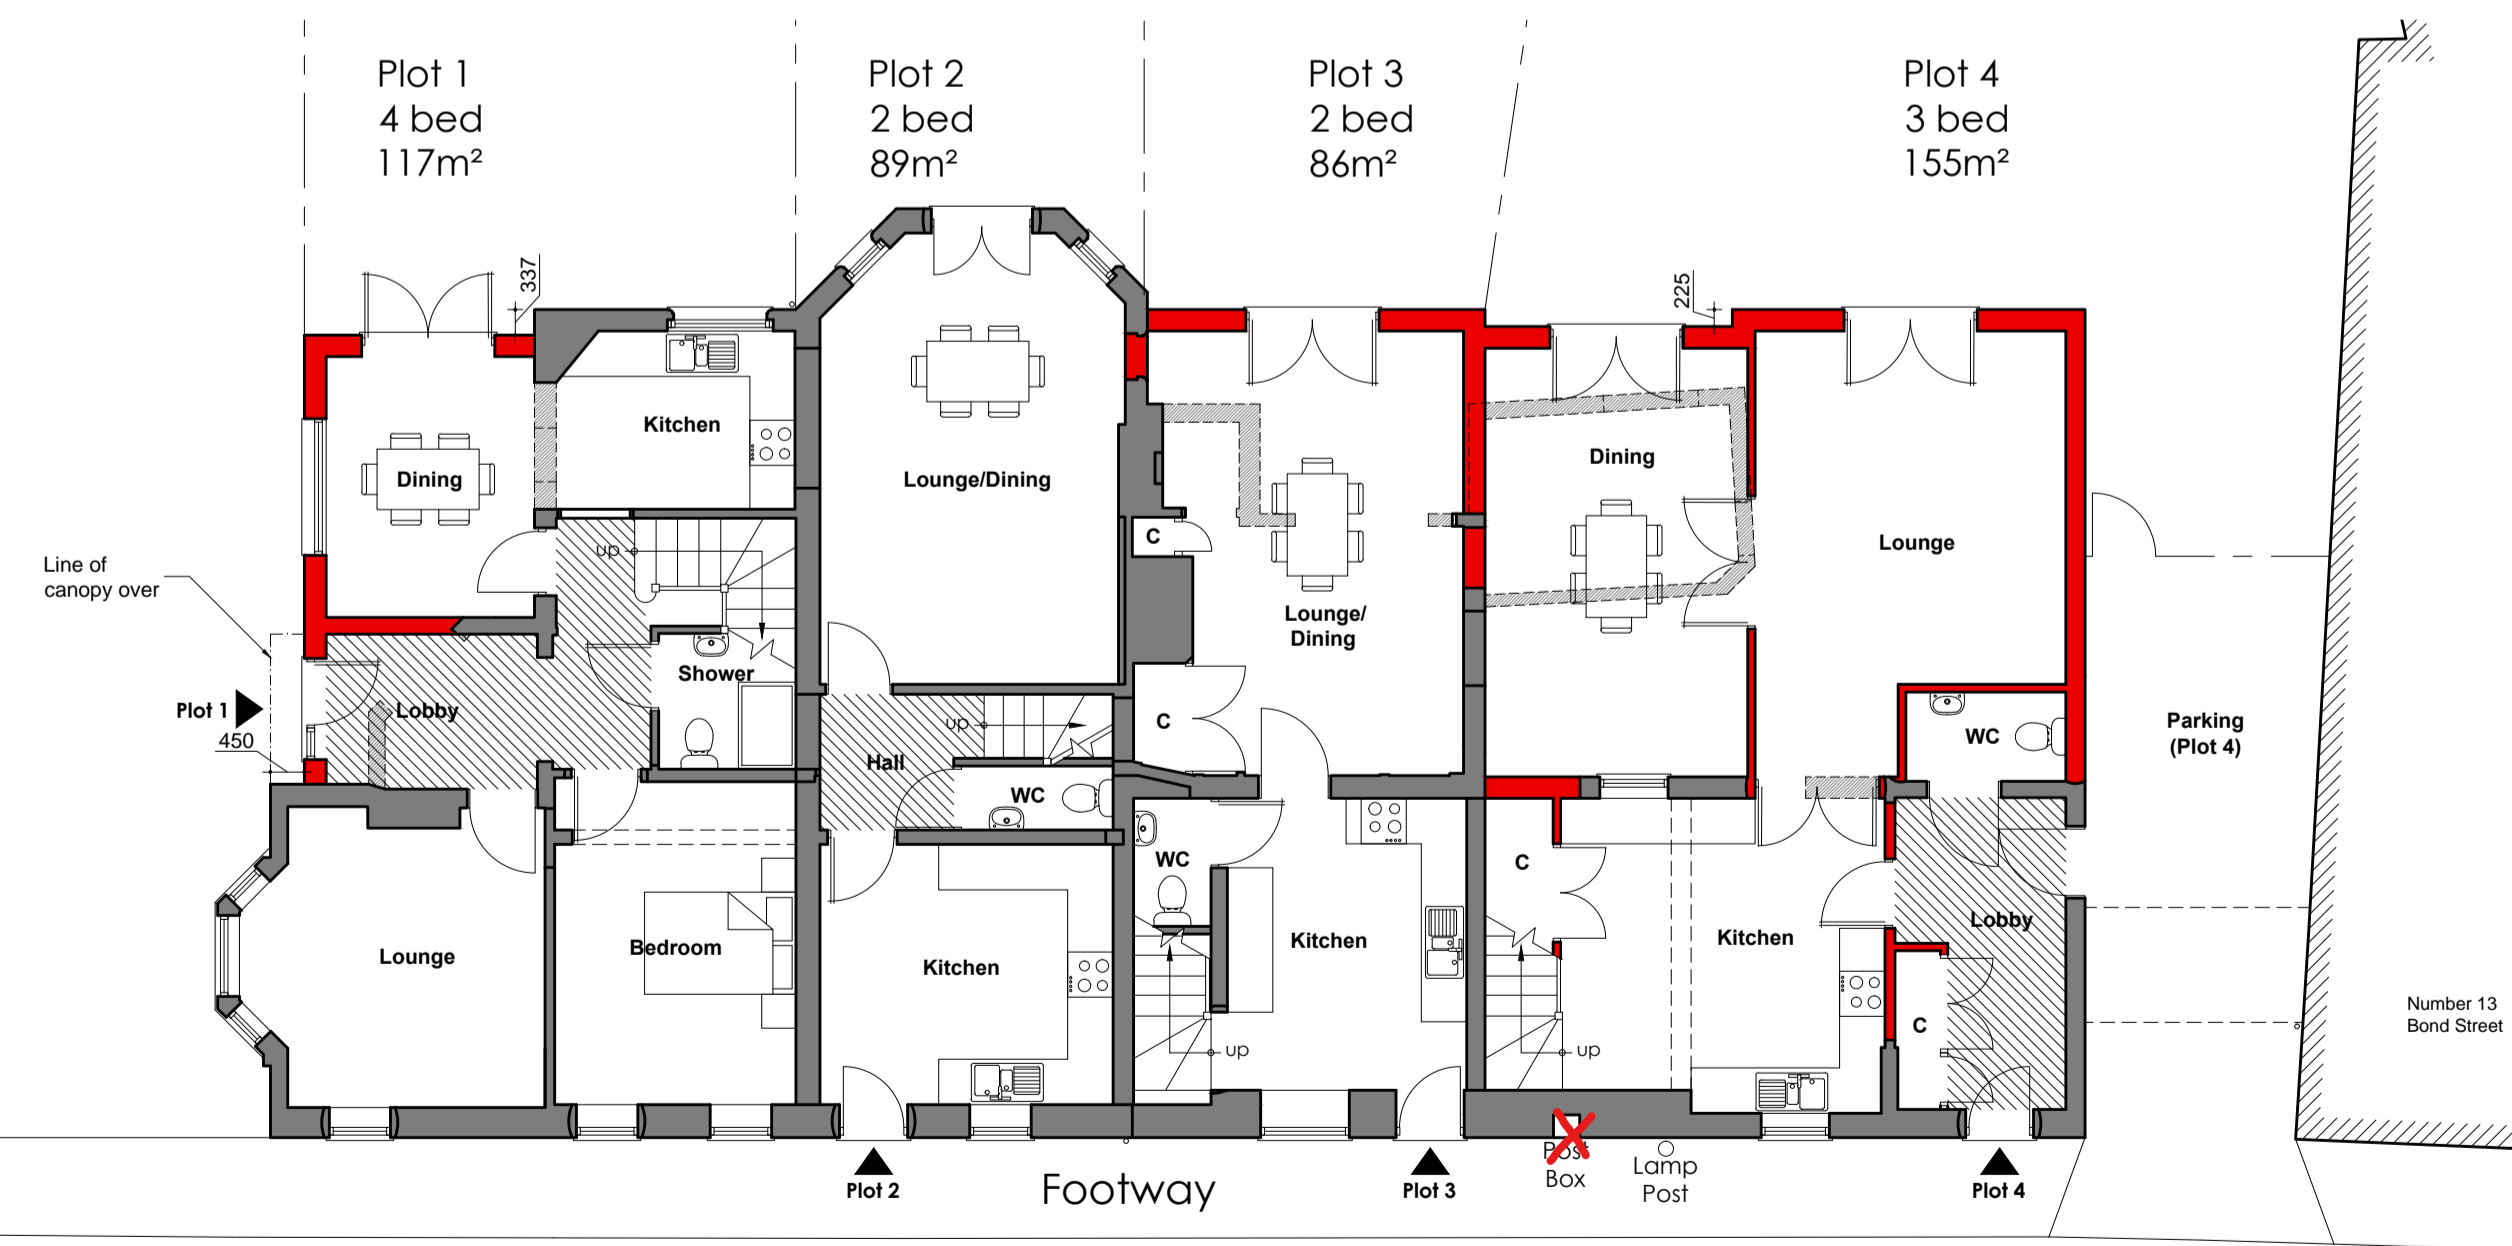 Plot 1
4 bed
117m²
Plot 2
2 bed
89m²
Plot 3
2 bed
86m²
Plot 4
3 bed
155m²
337
225
Kitchen
Dining
Lounge/Dining
Dining
Lounge
C
up
Line of
canopy over
Lounge/
Dining
Shower
Plot 1
Lobby
450
up
C
Hall
WC
WC
Parking
(Plot 4)
WC
C
Lounge
Bedroom
Kitchen
Kitchen
Kitchen
Lobby
C
up
up
Number 13
Bond Street
Post
Box
Lamp
Post
Plot 2
Footway
Plot 3
Plot 4